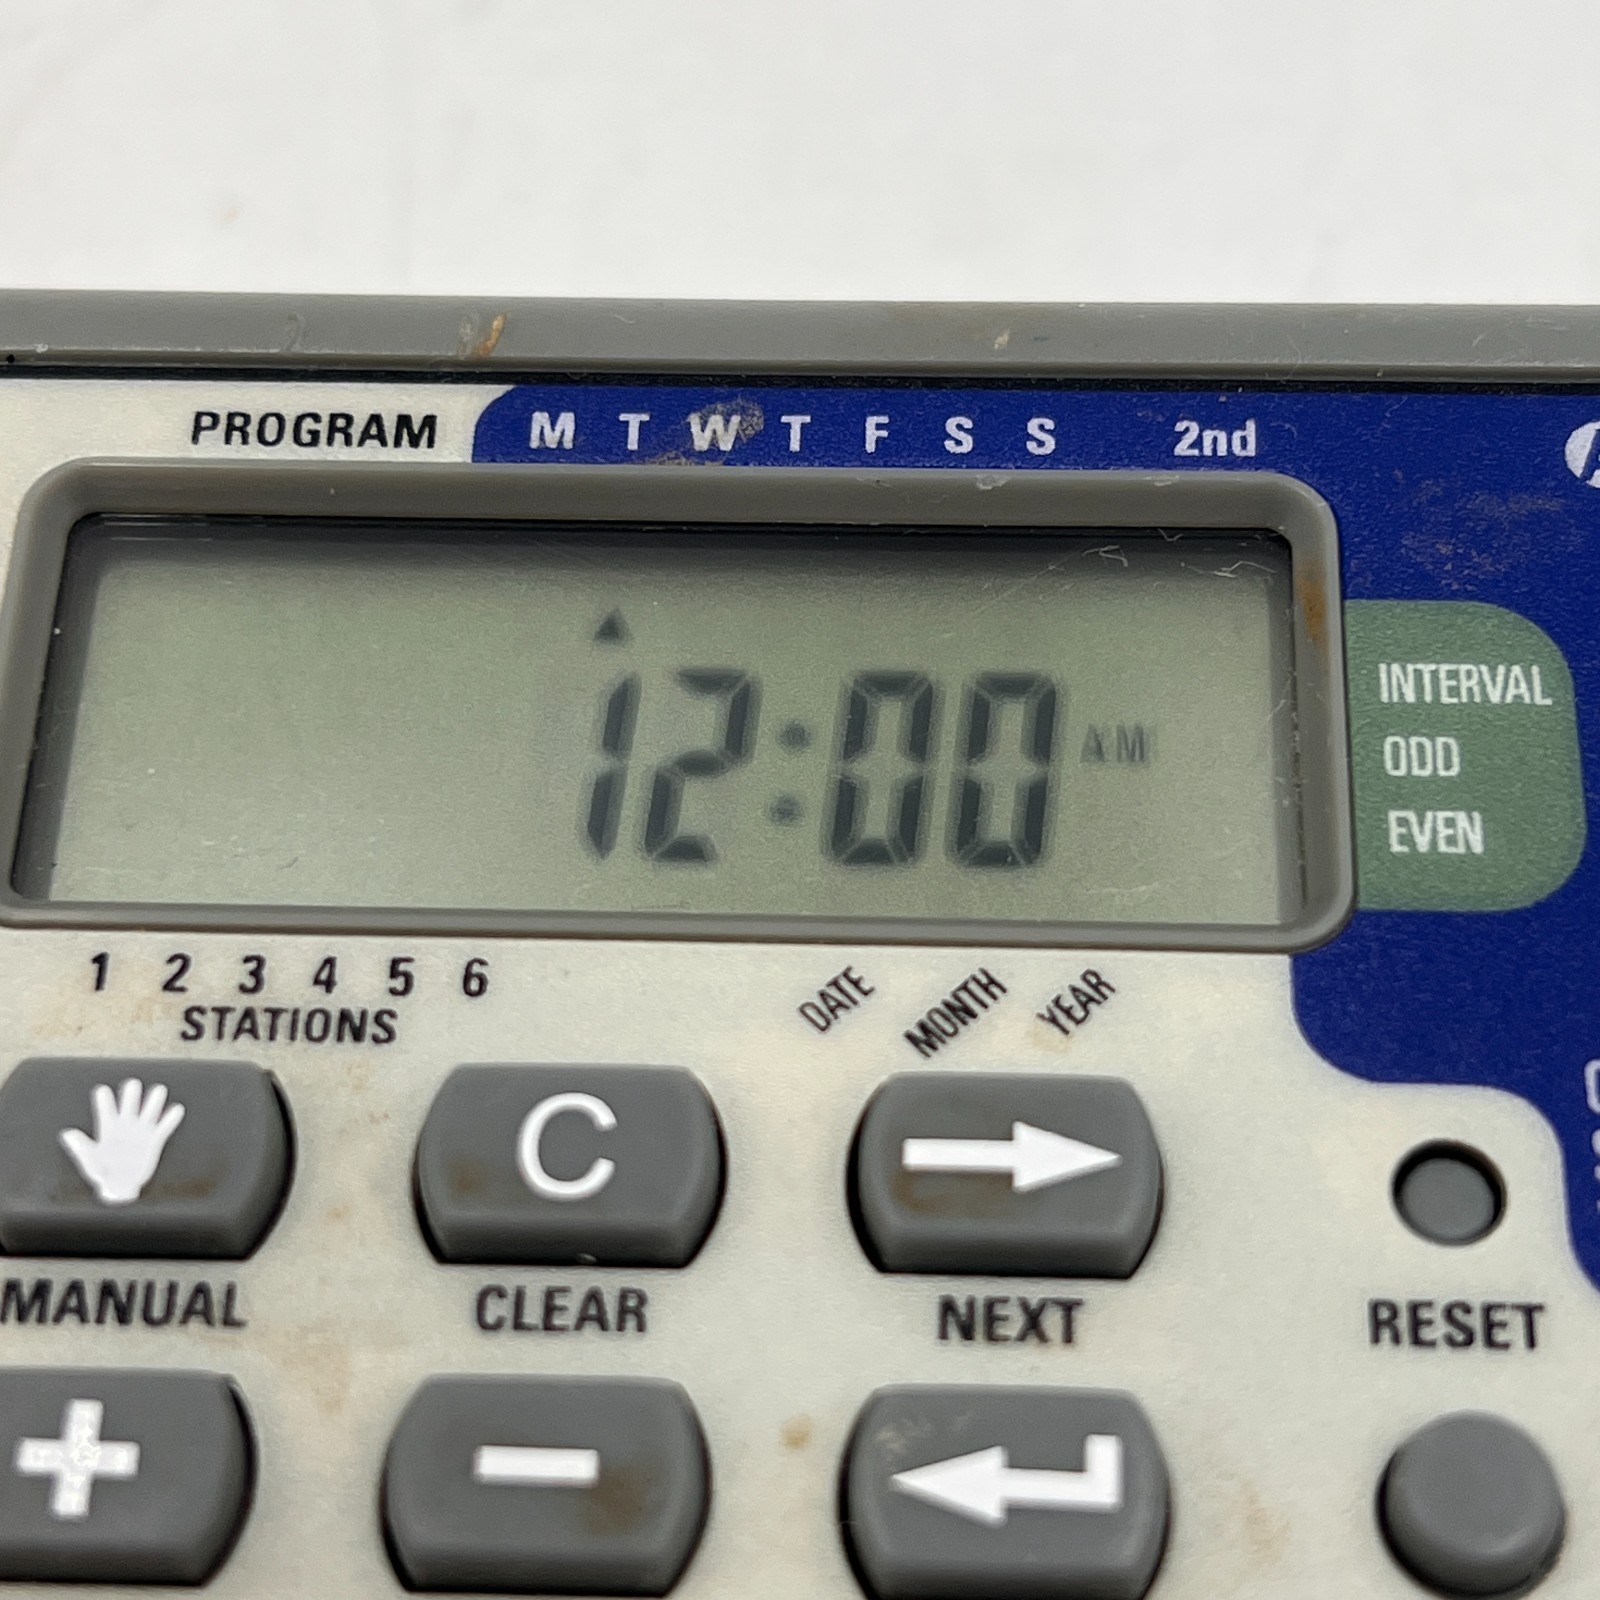 PROGRAM M T W T F S S 2nd
12:00 AM
INTERVAL
ODD
EVEN
1 2 3 4 5 6
STATIONS
DATE MONTH YEAR
C
MANUAL CLEAR NEXT RESET